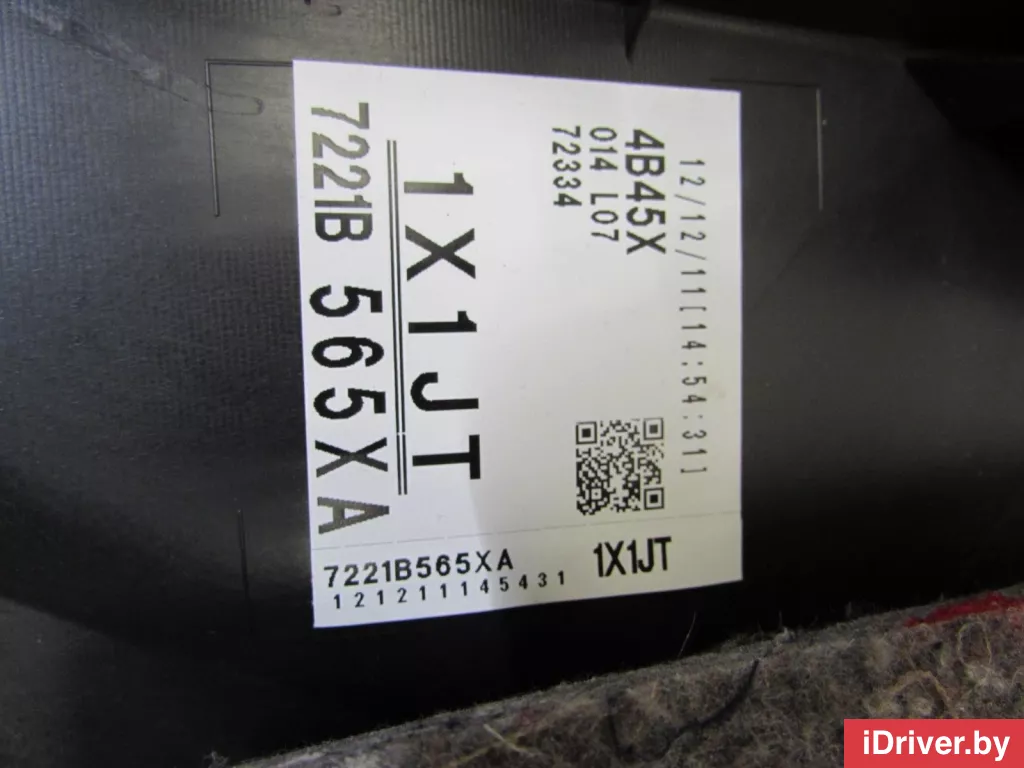 12/12/11[14:54:31]
4B45X
014 L07
72334
1X1JT
7221B 565XA
7221B565XA 1X1JT
121211145431
iDriver.by